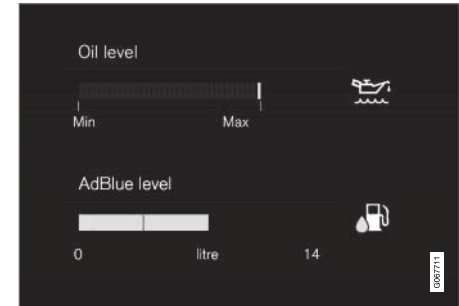 Oil level
Min Max
AdBlue level
0 litre 14
G067711